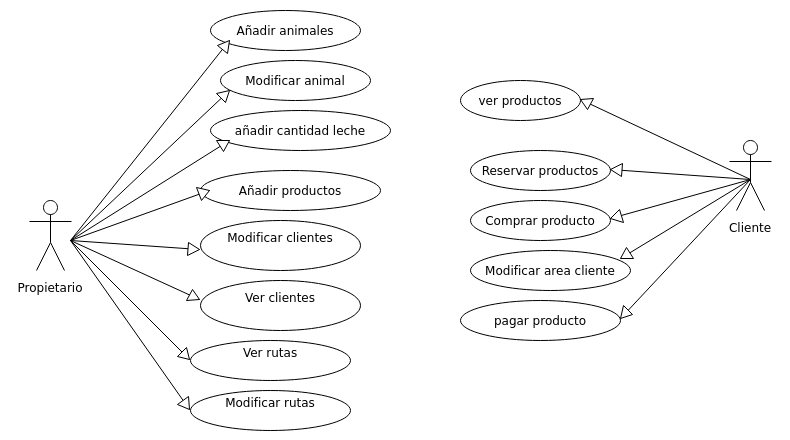 Añadir animales
Modificar animal
añadir cantidad leche
Añadir productos
Modificar clientes
Ver clientes
Ver rutas
Modificar rutas
Propietario
ver productos
Reservar productos
Comprar producto
Modificar area cliente
pagar producto
Cliente